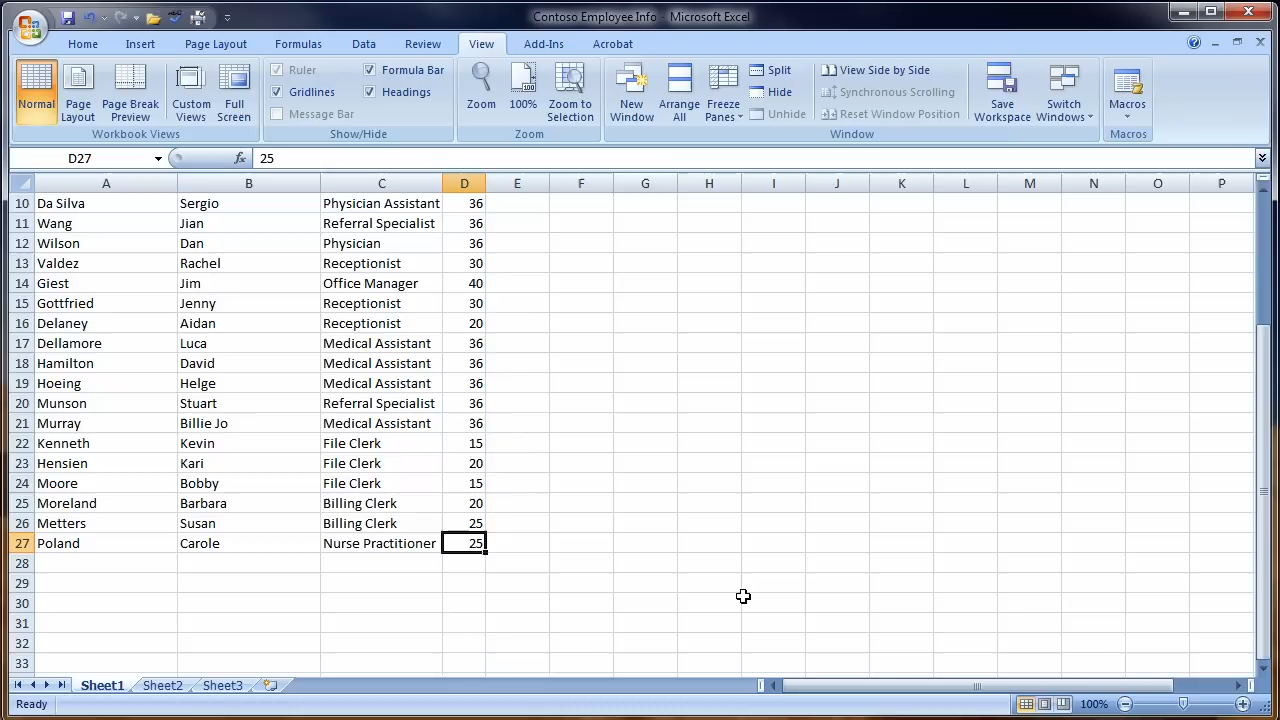 Contoso Employee Info - Microsoft Excel
Home Insert Page Layout Formulas Data Review View Add-Ins Acrobat
Normal
Page Layout
Page Break Preview
Custom Views
Full Screen
Workbook Views
Ruler
Formula Bar
Gridlines
Headings
Message Bar
Show/Hide
Zoom
100%
Zoom to Selection
Zoom
New Window
Arrange All
Freeze Panes
Split
Hide
Unhide
View Side by Side
Synchronous Scrolling
Reset Window Position
Save Workspace
Switch Windows
Window
Macros
Macros
D27 fx 25
A B C D E F G H I J K L M N O P
10 Da Silva Sergio Physician Assistant 36
11 Wang Jian Referral Specialist 36
12 Wilson Dan Physician 36
13 Valdez Rachel Receptionist 30
14 Giest Jim Office Manager 40
15 Gottfried Jenny Receptionist 30
16 Delaney Aidan Receptionist 20
17 Dellamore Luca Medical Assistant 36
18 Hamilton David Medical Assistant 36
19 Hoeing Helge Medical Assistant 36
20 Munson Stuart Referral Specialist 36
21 Murray Billie Jo Medical Assistant 36
22 Kenneth Kevin File Clerk 15
23 Hensien Kari File Clerk 20
24 Moore Bobby File Clerk 15
25 Moreland Barbara Billing Clerk 20
26 Metters Susan Billing Clerk 25
27 Poland Carole Nurse Practitioner 25
28
29
30
31
32
33
Sheet1 Sheet2 Sheet3
Ready 100%